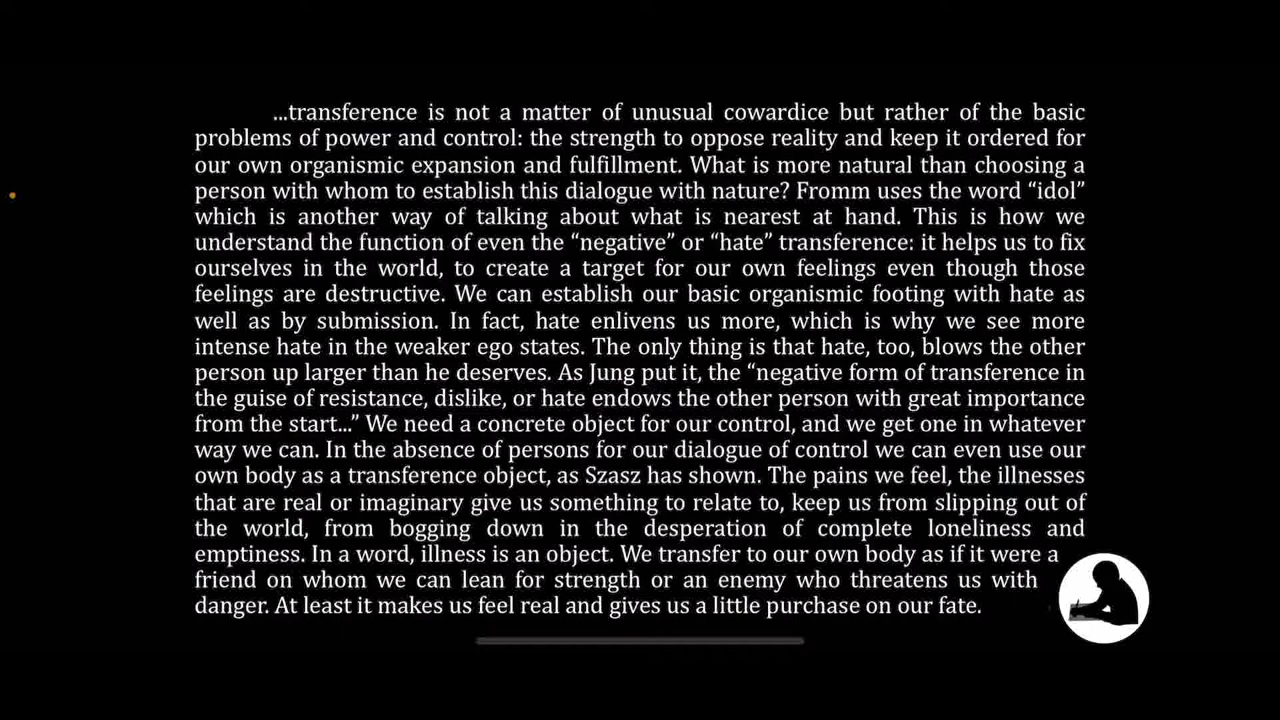 ...transference is not a matter of unusual cowardice but rather of the basic
problems of power and control: the strength to oppose reality and keep it ordered for
our own organismic expansion and fulfillment. What is more natural than choosing a
person with whom to establish this dialogue with nature? Fromm uses the word “idol”
which is another way of talking about what is nearest at hand. This is how we
understand the function of even the “negative” or “hate” transference: it helps us to fix
ourselves in the world, to create a target for our own feelings even though those
feelings are destructive. We can establish our basic organismic footing with hate as
well as by submission. In fact, hate enlivens us more, which is why we see more
intense hate in the weaker ego states. The only thing is that hate, too, blows the other
person up larger than he deserves. As Jung put it, the “negative form of transference in
the guise of resistance, dislike, or hate endows the other person with great importance
from the start...” We need a concrete object for our control, and we get one in whatever
way we can. In the absence of persons for our dialogue of control we can even use our
own body as a transference object, as Szasz has shown. The pains we feel, the illnesses
that are real or imaginary give us something to relate to, keep us from slipping out of
the world, from bogging down in the desperation of complete loneliness and
emptiness. In a word, illness is an object. We transfer to our own body as if it were a
friend on whom we can lean for strength or an enemy who threatens us with
danger. At least it makes us feel real and gives us a little purchase on our fate.